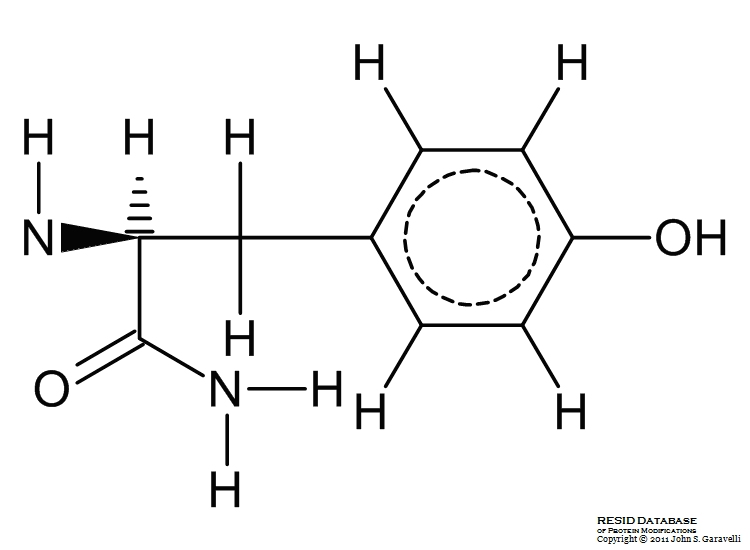 H H
H H H
N OH
H
O N H H H
H
RESID Database
of Protein Modifications
Copyright © 2011 John S. Garavelli